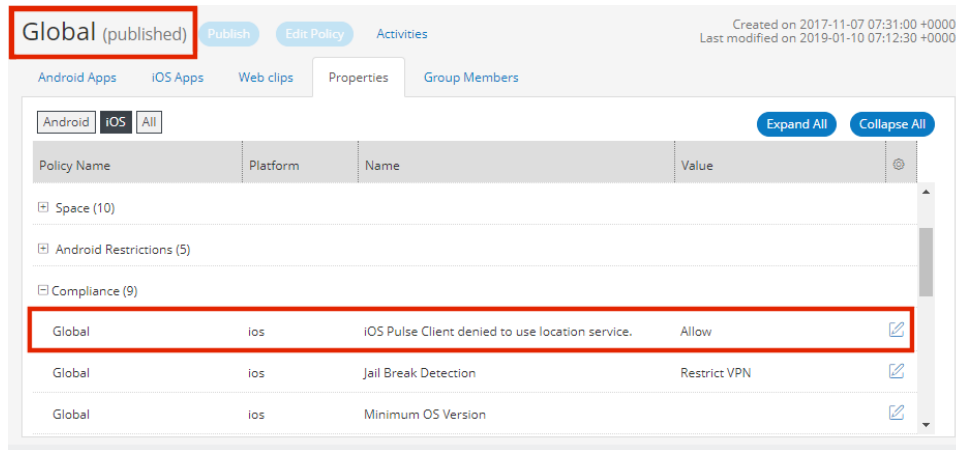 Global (published) Publish Edit Policy Activities
Created on 2017-11-07 07:31:00 +0000
Last modified on 2019-01-10 07:12:30 +0000
Android Apps iOS Apps Web clips Properties Group Members
Android iOS All Expand All Collapse All
Policy Name Platform Name Value
Space (10)
Android Restrictions (5)
Compliance (9)
Global ios iOS Pulse Client denied to use location service. Allow
Global ios Jail Break Detection Restrict VPN
Global ios Minimum OS Version